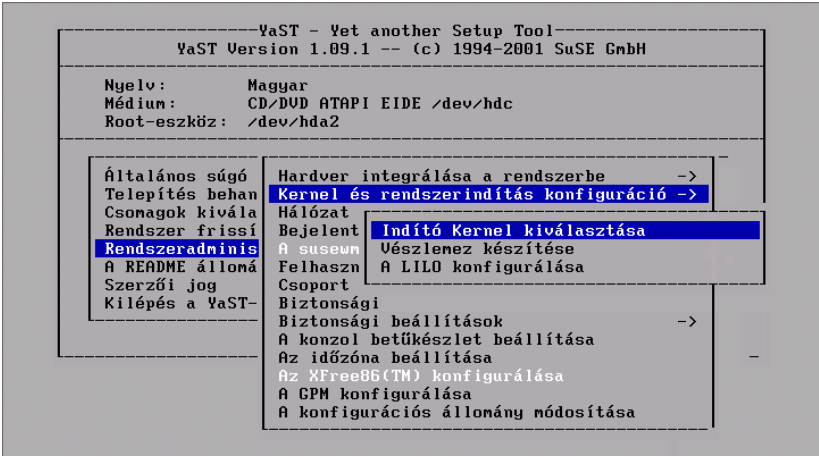 YaST - Yet another Setup Tool
YaST Version 1.09.1 -- (c) 1994-2001 SuSE GmbH
Nyelv: Magyar
Médium: CD/DVD ATAPI EIDE /dev/hdc
Root-eszköz: /dev/hda2
Általános súgó
Telepítés behan
Csomagok kivála
Rendszer frissí
Rendszeradminis
A README állomá
Szerzői jog
Kilépés a YaST-
Hardver integrálása a rendszerbe ->
Kernel és rendszerindítás konfiguráció ->
Hálózat
Bejelent
A susewm
Felhaszn
Csoport
Biztonsági
Biztonsági beállítások ->
A konzol betűkészlet beállítása
Az időzóna beállítása
Az XFree86(TM) konfigurálása
A GPM konfigurálása
A konfigurációs állomány módosítása
Indító Kernel kiválasztása
Vészlemez készítése
A LILO konfigurálása